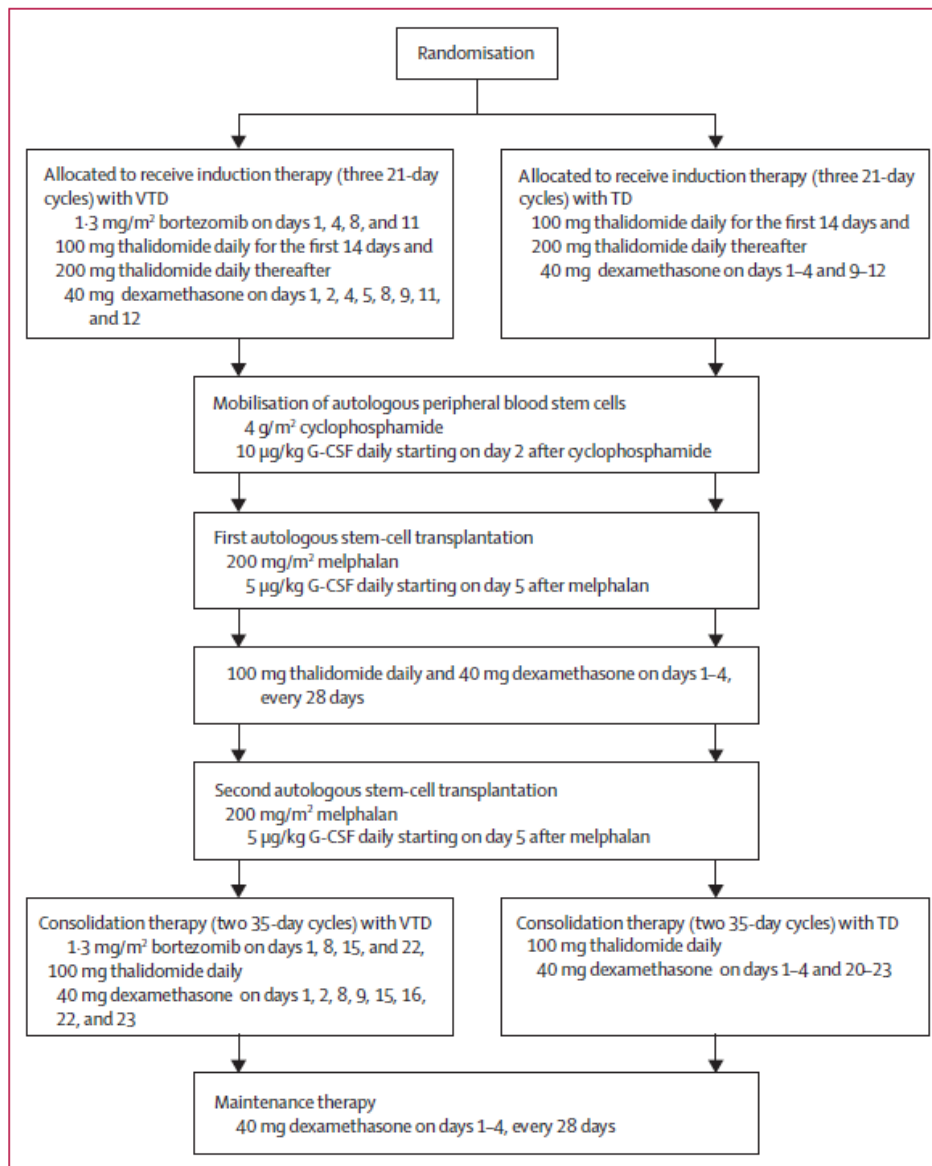 Randomisation
Allocated to receive induction therapy (three 21-day
cycles) with VTD
1·3 mg/m² bortezomib on days 1, 4, 8, and 11
100 mg thalidomide daily for the first 14 days and
200 mg thalidomide daily thereafter
40 mg dexamethasone on days 1, 2, 4, 5, 8, 9, 11,
and 12
Allocated to receive induction therapy (three 21-day
cycles) with TD
100 mg thalidomide daily for the first 14 days and
200 mg thalidomide daily thereafter
40 mg dexamethasone on days 1–4 and 9–12
Mobilisation of autologous peripheral blood stem cells
4 g/m² cyclophosphamide
10 µg/kg G-CSF daily starting on day 2 after cyclophosphamide
First autologous stem-cell transplantation
200 mg/m² melphalan
5 µg/kg G-CSF daily starting on day 5 after melphalan
100 mg thalidomide daily and 40 mg dexamethasone on days 1–4,
every 28 days
Second autologous stem-cell transplantation
200 mg/m² melphalan
5 µg/kg G-CSF daily starting on day 5 after melphalan
Consolidation therapy (two 35-day cycles) with VTD
1·3 mg/m² bortezomib on days 1, 8, 15, and 22,
100 mg thalidomide daily
40 mg dexamethasone on days 1, 2, 8, 9, 15, 16,
22, and 23
Consolidation therapy (two 35-day cycles) with TD
100 mg thalidomide daily
40 mg dexamethasone on days 1–4 and 20–23
Maintenance therapy
40 mg dexamethasone on days 1–4, every 28 days